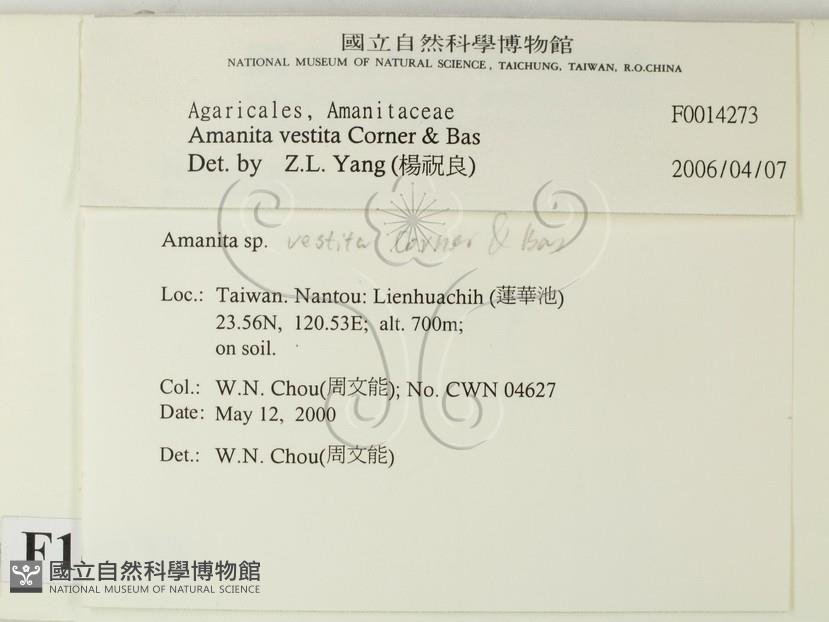 國立自然科學博物館
NATIONAL MUSEUM OF NATURAL SCIENCE, TAICHUNG, TAIWAN, R.O.CHINA
Agaricales, Amanitaceae F0014273
Amanita vestita Corner & Bas
Det. by Z.L. Yang (楊祝良) 2006/04/07
Amanita sp. vestita Corner & Bas
Loc.: Taiwan. Nantou: Lienhuachih (蓮華池)
23.56N, 120.53E; alt. 700m;
on soil.
Col.: W.N. Chou(周文能); No. CWN 04627
Date: May 12, 2000
Det.: W.N. Chou(周文能)
F1
國立自然科學博物館
NATIONAL MUSEUM OF NATURAL SCIENCE